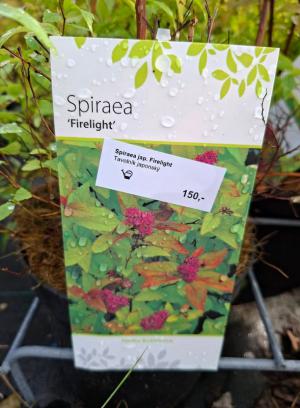 Spiraea
'Firelight'
Spiraea jap. Firelight
Tavolník japonský
150,-